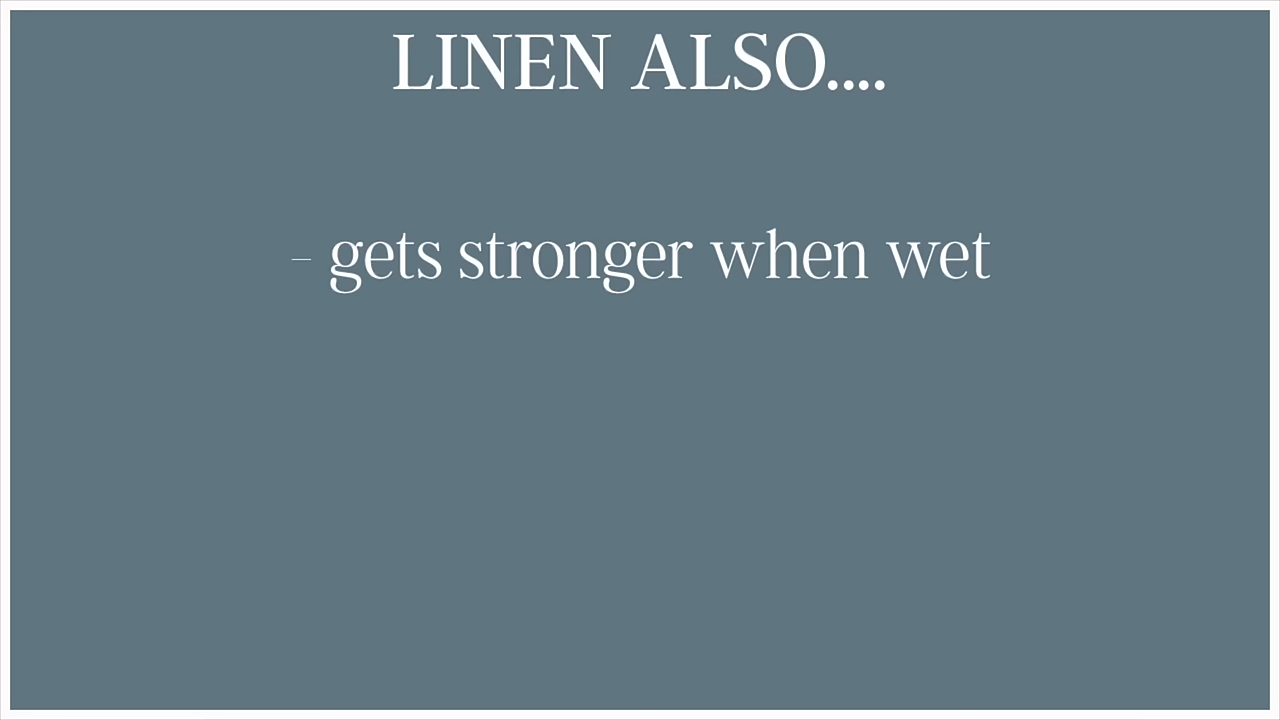 LINEN ALSO....
– gets stronger when wet